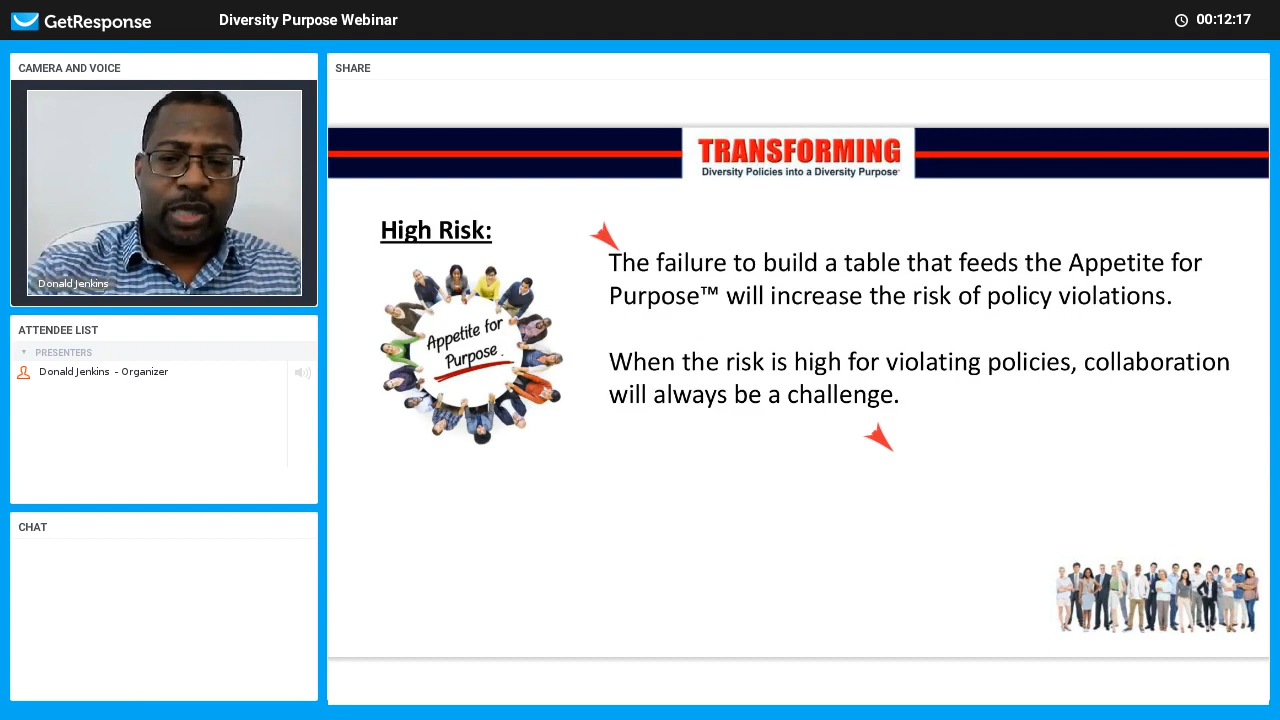 GetResponse
Diversity Purpose Webinar
00:12:17
CAMERA AND VOICE
Donald Jenkins
ATTENDEE LIST
PRESENTERS
Donald Jenkins - Organizer
CHAT
SHARE
TRANSFORMING
Diversity Policies into a Diversity Purpose
High Risk:
Appetite for
Purpose
The failure to build a table that feeds the Appetite for
Purpose™ will increase the risk of policy violations.
When the risk is high for violating policies, collaboration
will always be a challenge.